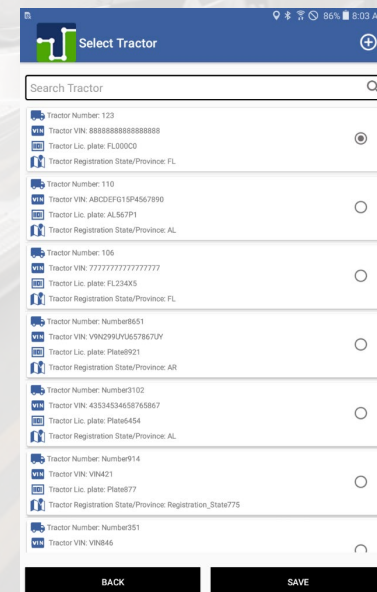 86% 8:03 A
Select Tractor
Search Tractor
Tractor Number: 123
VIN Tractor VIN: 88888888888888888
Tractor Lic. plate: FL000C0
Tractor Registration State/Province: FL
Tractor Number: 110
VIN Tractor VIN: ABCDEFG15P4567890
Tractor Lic. plate: AL567P1
Tractor Registration State/Province: AL
Tractor Number: 106
VIN Tractor VIN: 77777777777777777
Tractor Lic. plate: FL234X5
Tractor Registration State/Province: FL
Tractor Number: Number8651
VIN Tractor VIN: V9N299UYU657867UY
Tractor Lic. plate: Plate8921
Tractor Registration State/Province: AR
Tractor Number: Number3102
VIN Tractor VIN: 43534534658765867
Tractor Lic. plate: Plate6454
Tractor Registration State/Province: AL
Tractor Number: Number914
VIN Tractor VIN: VIN421
Tractor Lic. plate: Plate877
Tractor Registration State/Province: Registration_State775
Tractor Number: Number351
VIN Tractor VIN: VIN846
BACK SAVE